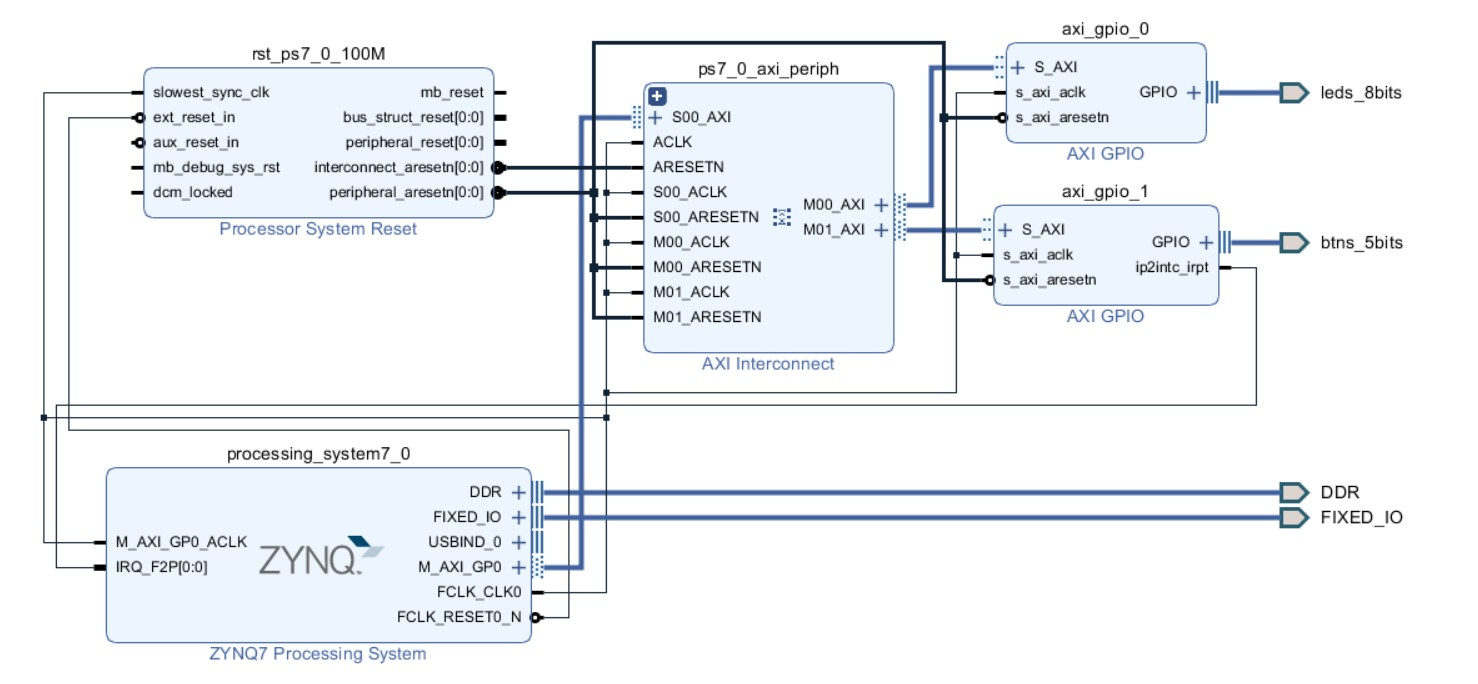 rst_ps7_0_100M
slowest_sync_clk
ext_reset_in
aux_reset_in
mb_debug_sys_rst
dcm_locked
mb_reset
bus_struct_reset[0:0]
peripheral_reset[0:0]
interconnect_aresetn[0:0]
peripheral_aresetn[0:0]
Processor System Reset
ps7_0_axi_periph
S00_AXI
ACLK
ARESETN
S00_ACLK
S00_ARESETN
M00_ACLK
M00_ARESETN
M01_ACLK
M01_ARESETN
M00_AXI
M01_AXI
AXI Interconnect
axi_gpio_0
S_AXI
s_axi_aclk
s_axi_aresetn
GPIO
AXI GPIO
leds_8bits
axi_gpio_1
S_AXI
s_axi_aclk
s_axi_aresetn
GPIO
ip2intc_irpt
AXI GPIO
btns_5bits
processing_system7_0
M_AXI_GP0_ACLK
IRQ_F2P[0:0]
ZYNQ
DDR
FIXED_IO
USBIND_0
M_AXI_GP0
FCLK_CLK0
FCLK_RESET0_N
ZYNQ7 Processing System
DDR
FIXED_IO